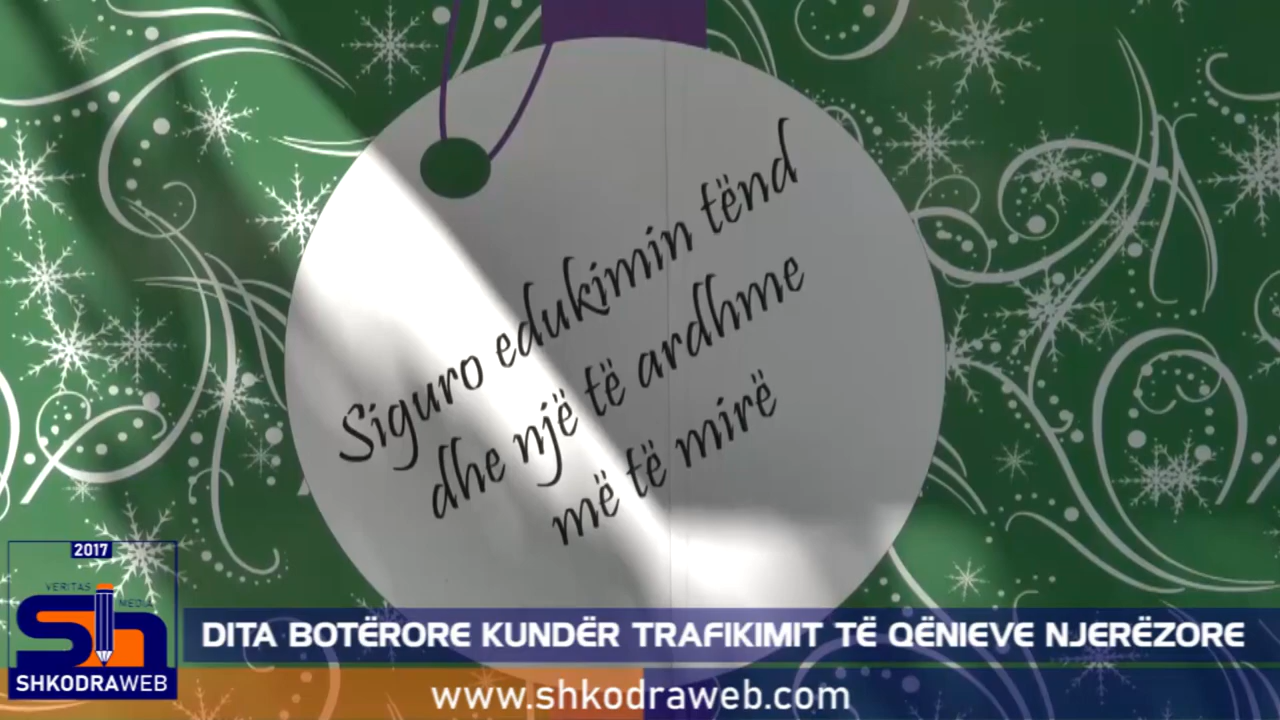 Siguro edukimin tënd
dhe një të ardhme
më të mirë
2017
VERITAS
MEDIA
sh
SHKODRAWEB
DITA BOTËRORE KUNDËR TRAFIKIMIT TË QËNIEVE NJERËZORE
www.shkodraweb.com